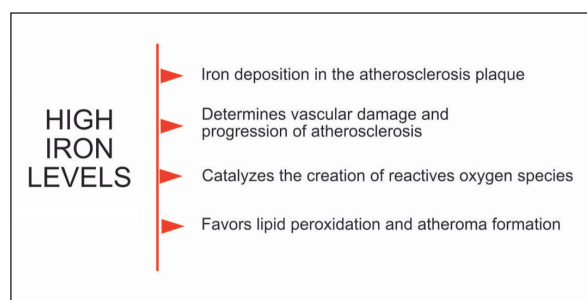 HIGH
IRON
LEVELS
Iron deposition in the atherosclerosis plaque
Determines vascular damage and
progression of atherosclerosis
Catalyzes the creation of reactives oxygen species
Favors lipid peroxidation and atheroma formation